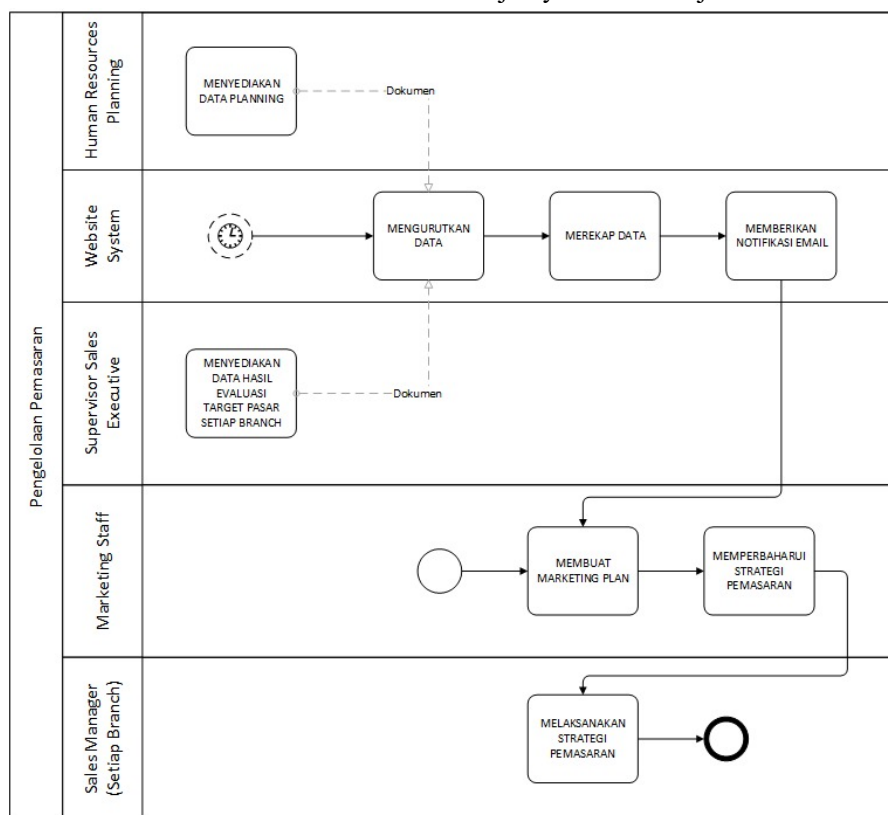 Pengelolaan Pemasaran
Human Resources
Planning
MENYEDIAKAN
DATA PLANNING
Dokumen
Website
System
MENGURUTKAN
DATA
MEREKAP DATA
MEMBERIKAN
NOTIFIKASI EMAIL
Supervisor Sales
Executive
MENYEDIAKAN
DATA HASIL
EVALUASI
TARGET PASAR
SETIAP BRANCH
Dokumen
Marketing Staff
MEMBUAT
MARKETING PLAN
MEMPERBAHARUI
STRATEGI
PEMASARAN
Sales Manager
(Setiap Branch)
MELAKSANAKAN
STRATEGI
PEMASARAN